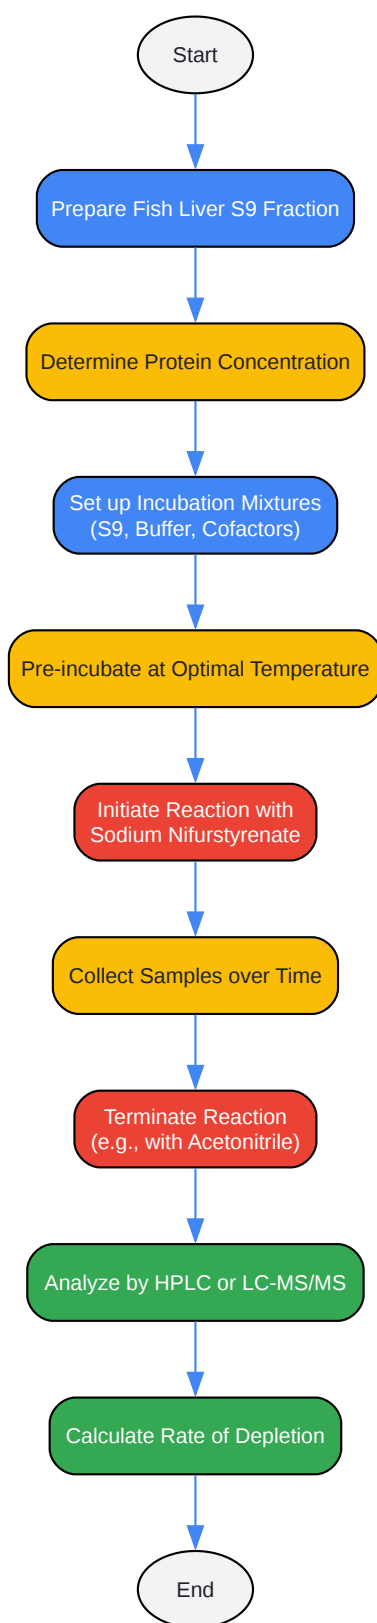 Start
Prepare Fish Liver S9 Fraction
Determine Protein Concentration
Set up Incubation Mixtures
(S9, Buffer, Cofactors)
Pre-incubate at Optimal Temperature
Initiate Reaction with
Sodium Nifurstyrenate
Collect Samples over Time
Terminate Reaction
(e.g., with Acetonitrile)
Analyze by HPLC or LC-MS/MS
Calculate Rate of Depletion
End